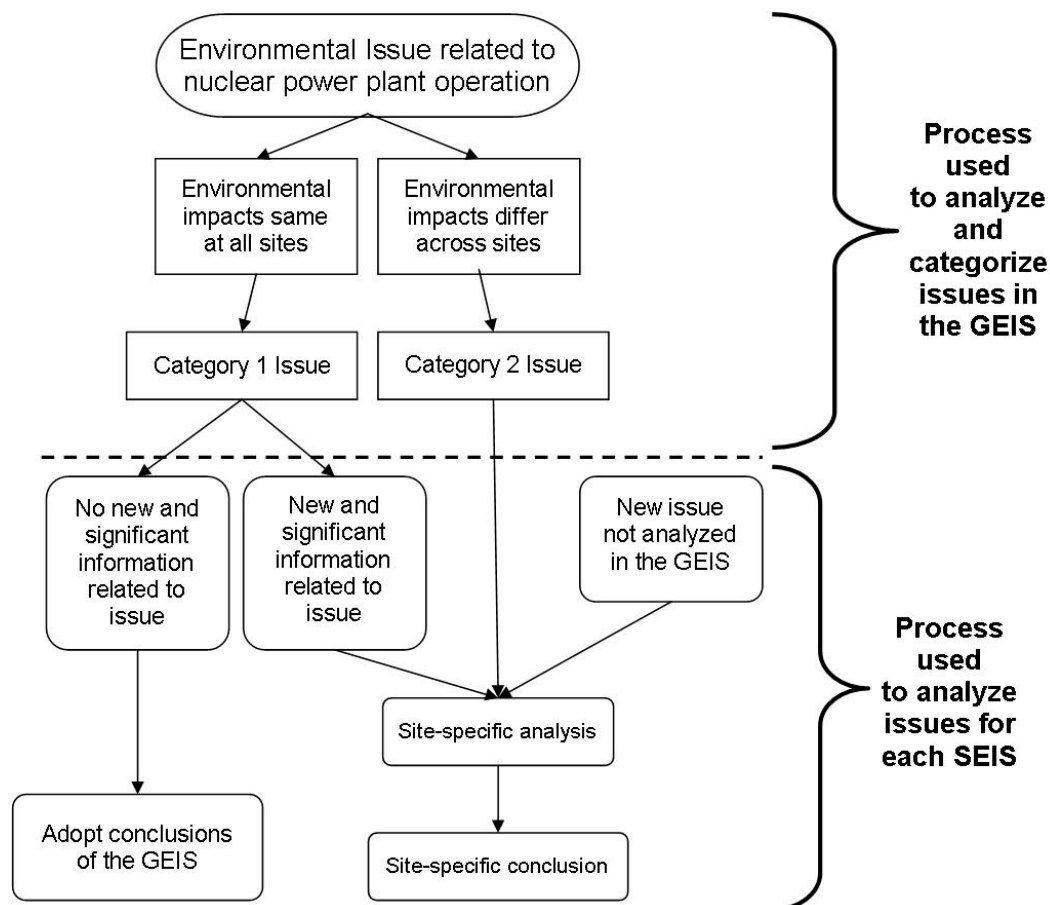 Environmental Issue related to
nuclear power plant operation
Environmental
impacts same
at all sites
Environmental
impacts differ
across sites
Process
used
to analyze
and
categorize
issues in
the GEIS
Category 1 Issue
Category 2 Issue
No new and
significant
information
related to
issue
New and
significant
information
related to
issue
New issue
not analyzed
in the GEIS
Process
used
to analyze
issues for
each SEIS
Site-specific analysis
Adopt conclusions
of the GEIS
Site-specific conclusion